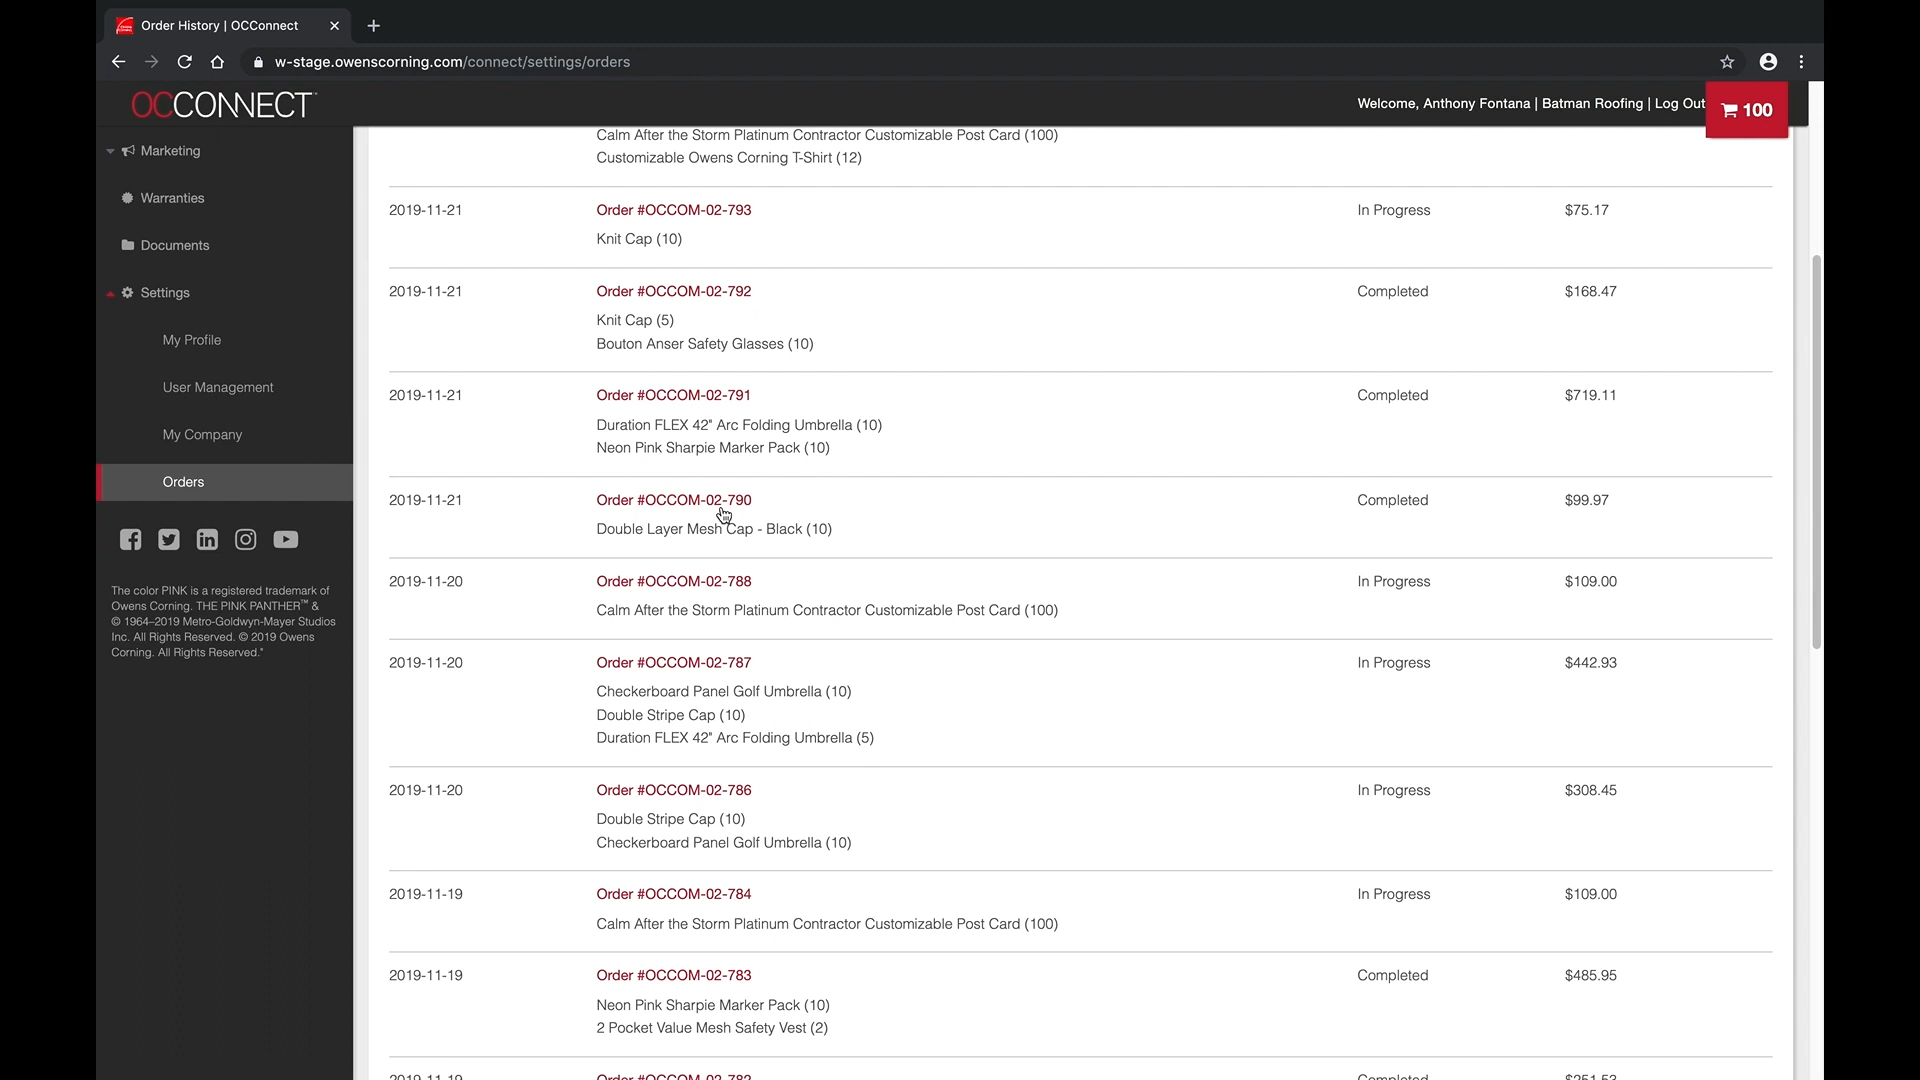 Order History | OCConnect
w-stage.owenscorning.com/connect/settings/orders
OCCONNECT
Welcome, Anthony Fontana | Batman Roofing | Log Out
100
Marketing
Warranties
Documents
Settings
My Profile
User Management
My Company
Orders
The color PINK is a registered trademark of
Owens Corning. THE PINK PANTHER™ &
© 1964–2019 Metro-Goldwyn-Mayer Studios
Inc. All Rights Reserved. © 2019 Owens
Corning. All Rights Reserved."
Calm After the Storm Platinum Contractor Customizable Post Card (100)
Customizable Owens Corning T-Shirt (12)
2019-11-21 Order #OCCOM-02-793 In Progress $75.17
Knit Cap (10)
2019-11-21 Order #OCCOM-02-792 Completed $168.47
Knit Cap (5)
Bouton Anser Safety Glasses (10)
2019-11-21 Order #OCCOM-02-791 Completed $719.11
Duration FLEX 42" Arc Folding Umbrella (10)
Neon Pink Sharpie Marker Pack (10)
2019-11-21 Order #OCCOM-02-790 Completed $99.97
Double Layer Mesh Cap - Black (10)
2019-11-20 Order #OCCOM-02-788 In Progress $109.00
Calm After the Storm Platinum Contractor Customizable Post Card (100)
2019-11-20 Order #OCCOM-02-787 In Progress $442.93
Checkerboard Panel Golf Umbrella (10)
Double Stripe Cap (10)
Duration FLEX 42" Arc Folding Umbrella (5)
2019-11-20 Order #OCCOM-02-786 In Progress $308.45
Double Stripe Cap (10)
Checkerboard Panel Golf Umbrella (10)
2019-11-19 Order #OCCOM-02-784 In Progress $109.00
Calm After the Storm Platinum Contractor Customizable Post Card (100)
2019-11-19 Order #OCCOM-02-783 Completed $485.95
Neon Pink Sharpie Marker Pack (10)
2 Pocket Value Mesh Safety Vest (2)
2019-11-19 Order #OCCOM-02-782 Completed $251.53